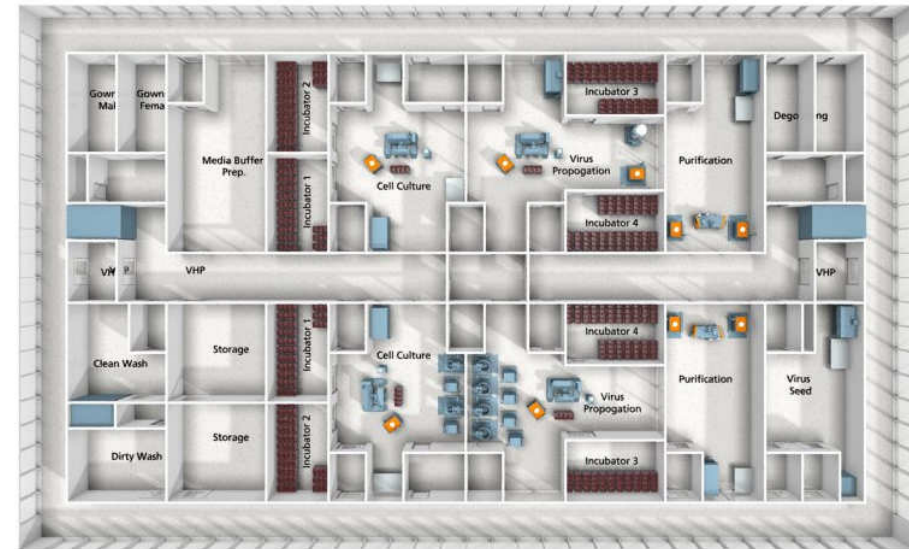 Gown
Mal
Gown
Fema
Media Buffer
Prep.
Incubator 2
Incubator 1
Cell Culture
Virus
Propogation
Incubator 3
Incubator 4
Purification
Dego
ng
VHP
VHP
Clean Wash
Dirty Wash
Storage
Storage
Incubator 1
Incubator 2
Cell Culture
Incubator 4
Virus
Propogation
Incubator 3
Purification
Virus
Seed